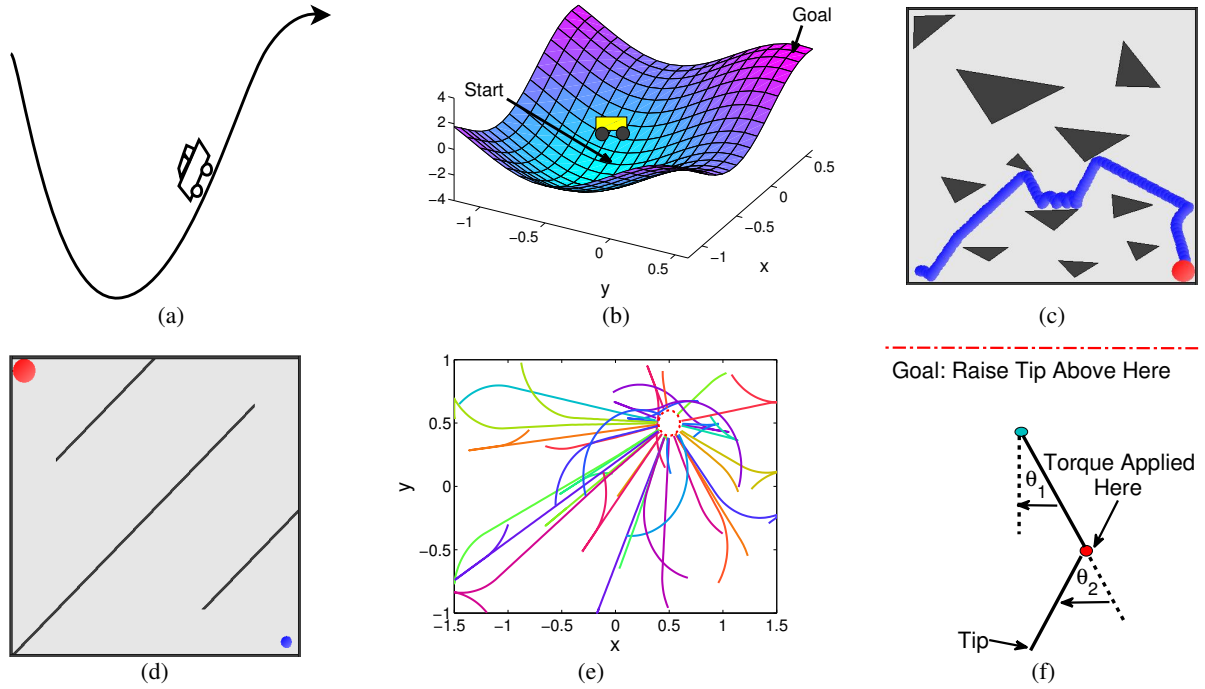 (a)
Goal
Start
4
2
0
−2
−4
−1
−0.5
0
0.5
y
−1
−0.5
0
0.5
x
(b)
(c)
(d)
1
0.5
0
−0.5
−1
−1.5
−1
−0.5
0
0.5
1
1.5
x
y
(e)
Goal: Raise Tip Above Here
θ1
Torque Applied
Here
θ2
Tip
(f)